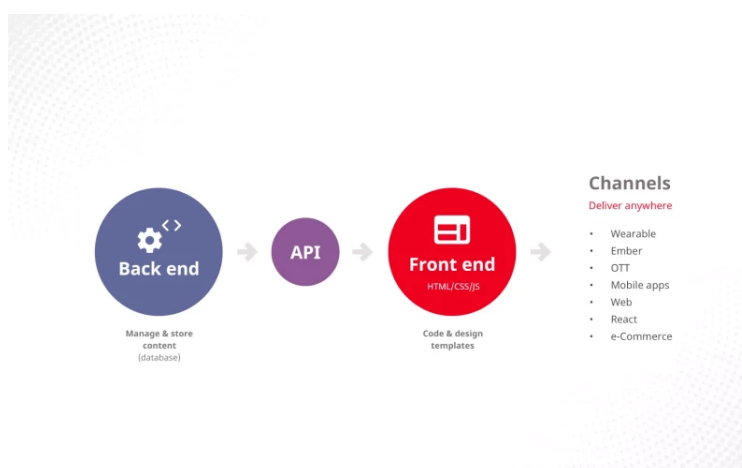 Back end
Manage & store
content
(database)
API
Front end
HTML/CSS/JS
Code & design
templates
Channels
Deliver anywhere
• Wearable
• Ember
• OTT
• Mobile apps
• Web
• React
• e-Commerce